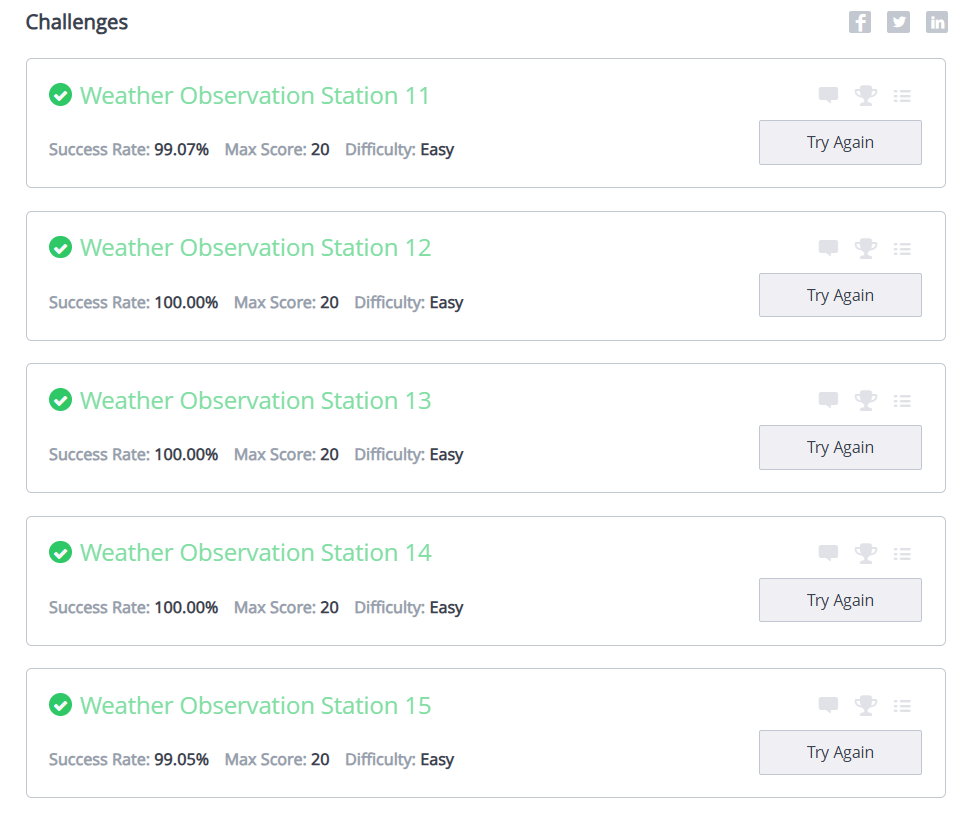 Challenges
Weather Observation Station 11
Success Rate: 99.07% Max Score: 20 Difficulty: Easy
Try Again
Weather Observation Station 12
Success Rate: 100.00% Max Score: 20 Difficulty: Easy
Try Again
Weather Observation Station 13
Success Rate: 100.00% Max Score: 20 Difficulty: Easy
Try Again
Weather Observation Station 14
Success Rate: 100.00% Max Score: 20 Difficulty: Easy
Try Again
Weather Observation Station 15
Success Rate: 99.05% Max Score: 20 Difficulty: Easy
Try Again